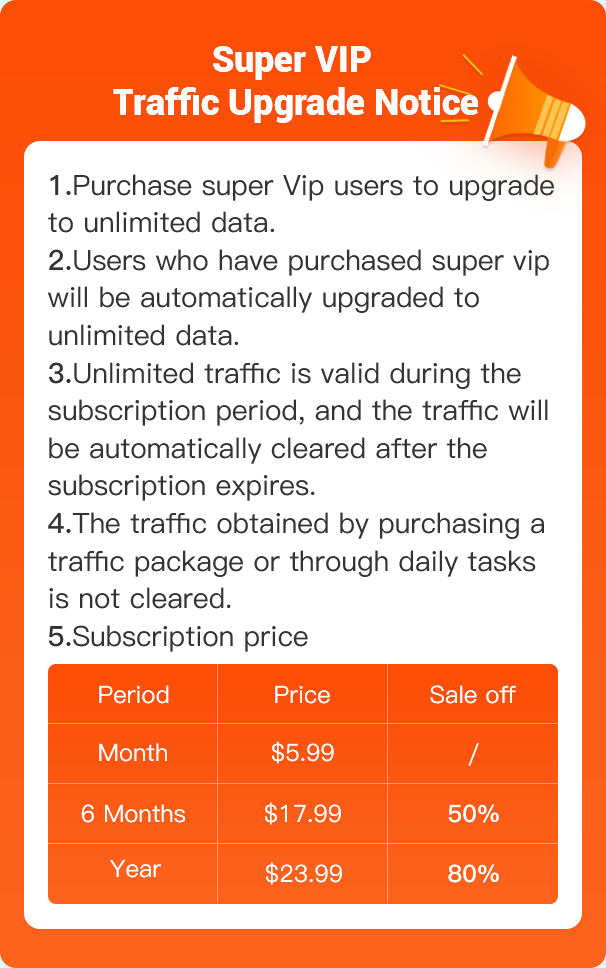 Super VIP
Traffic Upgrade Notice
1.Purchase super Vip users to upgrade
to unlimited data.
2.Users who have purchased super vip
will be automatically upgraded to
unlimited data.
3.Unlimited traffic is valid during the
subscription period, and the traffic will
be automatically cleared after the
subscription expires.
4.The traffic obtained by purchasing a
traffic package or through daily tasks
is not cleared.
5.Subscription price
Period Price Sale off
Month $5.99 /
6 Months $17.99 50%
Year $23.99 80%